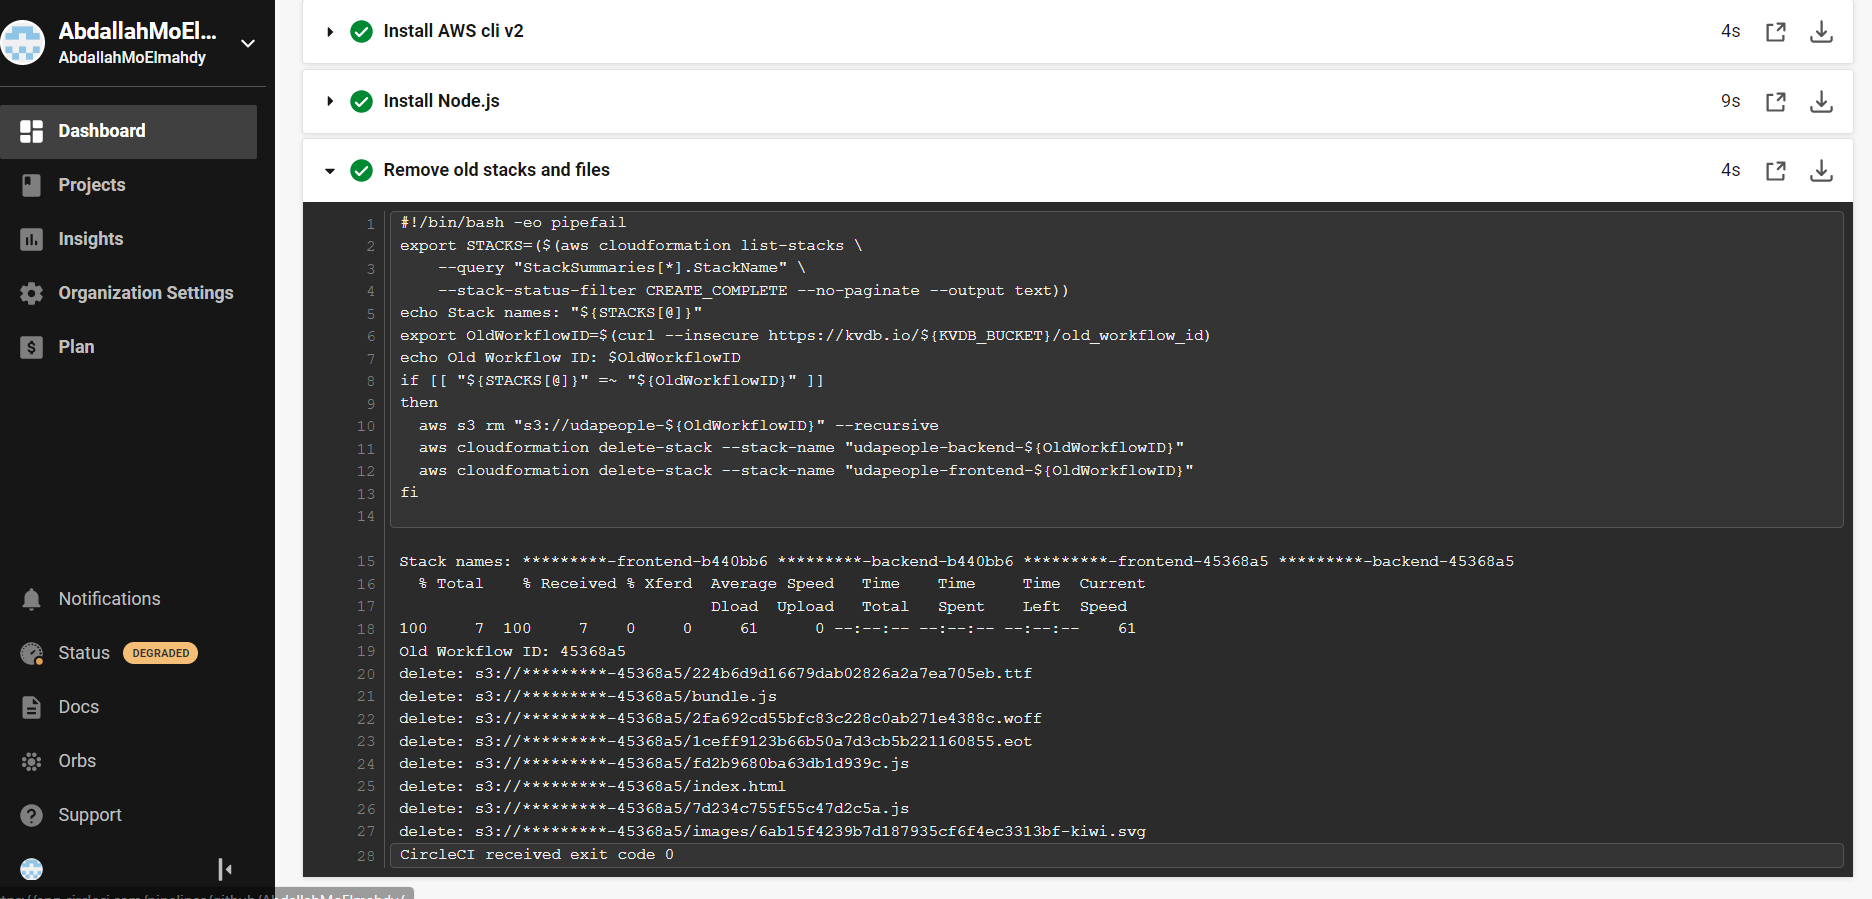 AbdallahMoEl...
AbdallahMoElmahdy
Dashboard
Projects
Insights
Organization Settings
Plan
Notifications
Status DEGRADED
Docs
Orbs
Support
Install AWS cli v2 4s
Install Node.js 9s
Remove old stacks and files 4s
1 #!/bin/bash -eo pipefail
2 export STACKS=($(aws cloudformation list-stacks \
3 --query "StackSummaries[*].StackName" \
4 --stack-status-filter CREATE_COMPLETE --no-paginate --output text))
5 echo Stack names: "${STACKS[@]}"
6 export OldWorkflowID=$(curl --insecure https://kvdb.io/${KVDB_BUCKET}/old_workflow_id)
7 echo Old Workflow ID: $OldWorkflowID
8 if [[ "${STACKS[@]}" =~ "${OldWorkflowID}" ]]
9 then
10 aws s3 rm "s3://udapeople-${OldWorkflowID}" --recursive
11 aws cloudformation delete-stack --stack-name "udapeople-backend-${OldWorkflowID}"
12 aws cloudformation delete-stack --stack-name "udapeople-frontend-${OldWorkflowID}"
13 fi
14
15 Stack names: *********-frontend-b440bb6 *********-backend-b440bb6 *********-frontend-45368a5 *********-backend-45368a5
16 % Total % Received % Xferd Average Speed Time Time Time Current
17 Dload Upload Total Spent Left Speed
18 100 7 100 7 0 0 61 0 --:--:-- --:--:-- --:--:-- 61
19 Old Workflow ID: 45368a5
20 delete: s3://*********-45368a5/224b6d9d16679dab02826a2a7ea705eb.ttf
21 delete: s3://*********-45368a5/bundle.js
22 delete: s3://*********-45368a5/2fa692cd55bfc83c228c0ab271e4388c.woff
23 delete: s3://*********-45368a5/1ceff9123b66b50a7d3cb5b221160855.eot
24 delete: s3://*********-45368a5/fd2b9680ba63db1d939c.js
25 delete: s3://*********-45368a5/index.html
26 delete: s3://*********-45368a5/7d234c755f55c47d2c5a.js
27 delete: s3://*********-45368a5/images/6ab15f4239b7d187935cf6f4ec3313bf-kiwi.svg
28 CircleCI received exit code 0